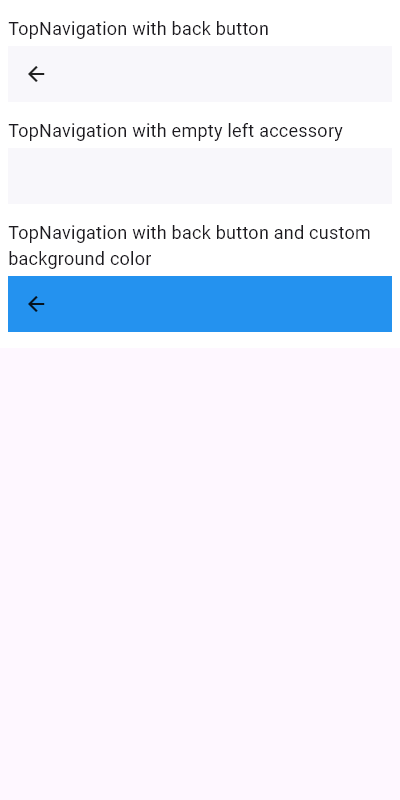 TopNavigation with back button
TopNavigation with empty left accessory
TopNavigation with back button and custom
background color